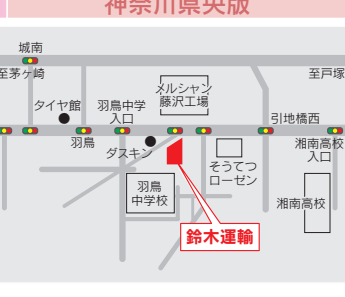 神奈川県央版
城南
至茅ヶ崎
至戸塚
メルシャン
藤沢工場
タイヤ館
羽鳥中学
入口
引地橋西
羽鳥
ダスキン
湘南高校
入口
そうてつ
ローゼン
羽鳥
中学校
湘南高校
鈴木運輸